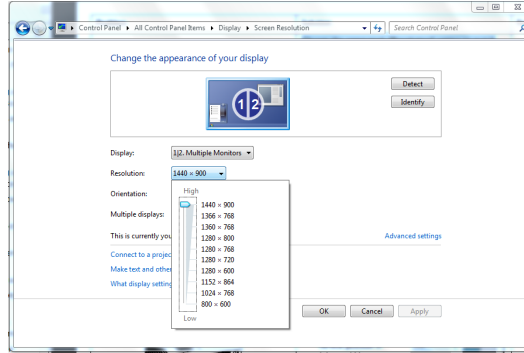 Control Panel ▸ All Control Panel Items ▸ Display ▸ Screen Resolution
Search Control Panel
Change the appearance of your display
1|2
Detect
Identify
Display:
1|2. Multiple Monitors
Resolution:
1440 × 900
Orientation:
High
1440 × 900
1366 × 768
1360 × 768
1280 × 800
1280 × 768
1280 × 720
1280 × 600
1152 × 864
1024 × 768
800 × 600
Low
Multiple displays:
This is currently you
Advanced settings
Connect to a projec
Make text and other
What display setting
OK
Cancel
Apply